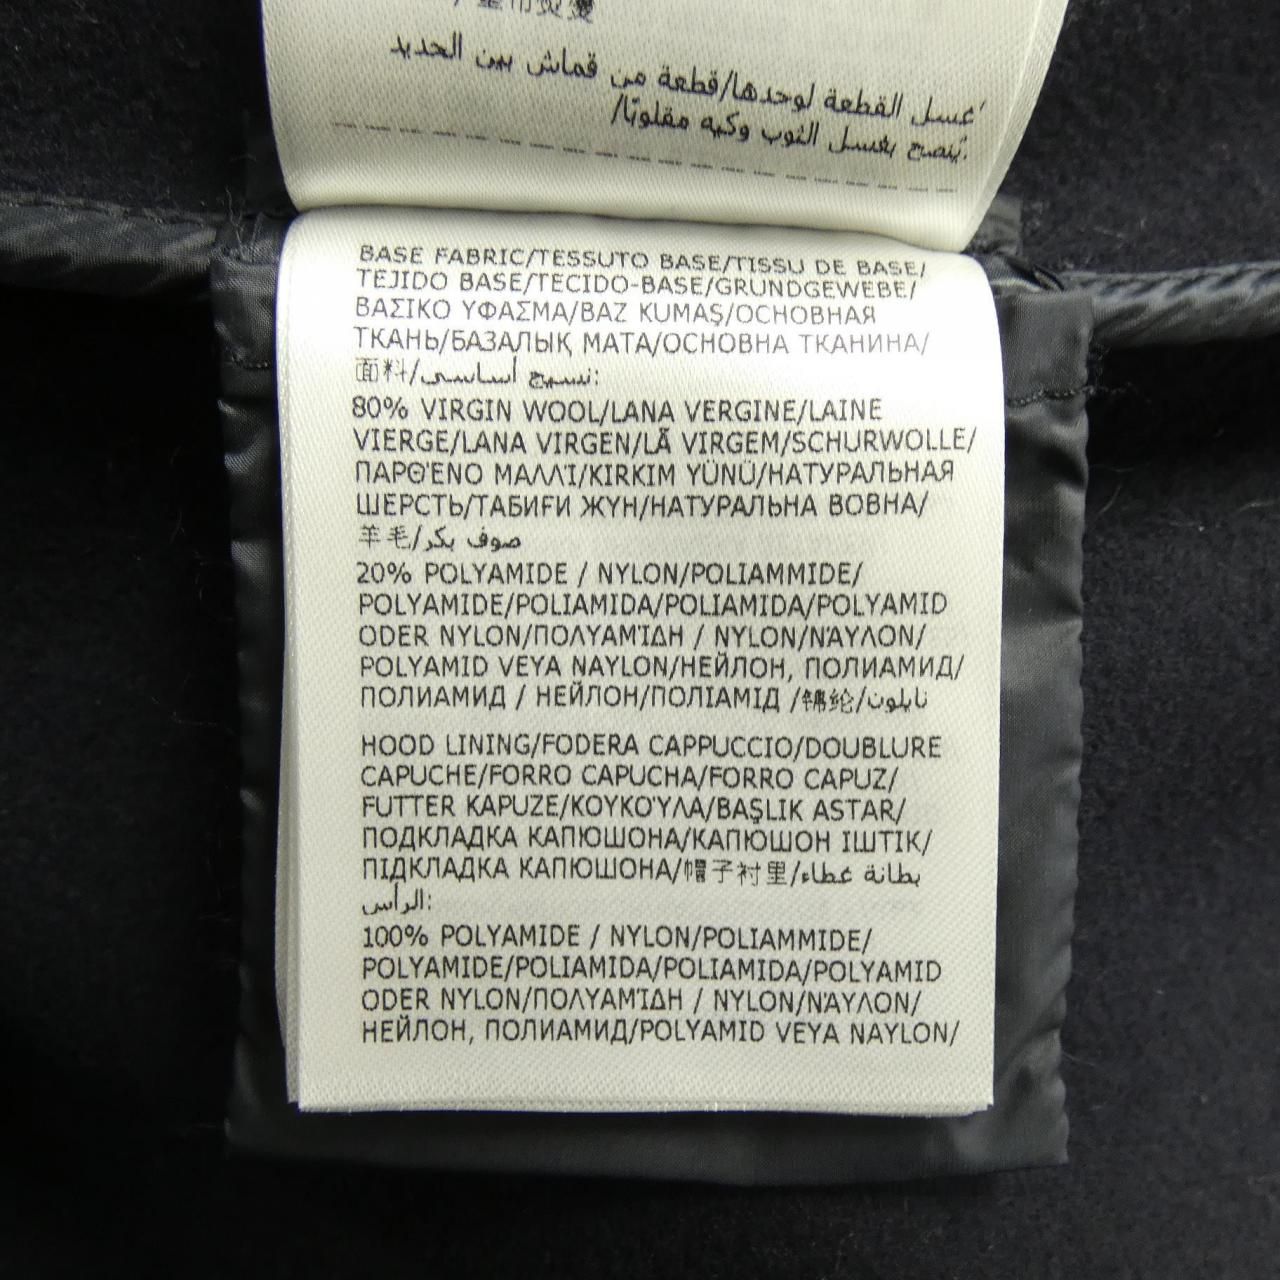 غسل القطعة لوحدها/قطعة من قماش بين الحديد
يُنصح بغسل الثوب وكيه مقلوبًا/
BASE FABRIC/TESSUTO BASE/TISSU DE BASE/
TEJIDO BASE/TECIDO-BASE/GRUNDGEWEBE/
ΒΑΣΙΚΟ ΥΦΑΣΜΑ/BAZ KUMAŞ/ОСНОВНАЯ
ТКАНЬ/БАЗАЛЫҚ МАТА/ОСНОВНА ТКАНИНА/
面料/نسيج أساسي:
80% VIRGIN WOOL/LANA VERGINE/LAINE
VIERGE/LANA VIRGEN/LÃ VIRGEM/SCHURWOLLE/
ΠΑΡΘΈΝΟ ΜΑΛΛΊ/KIRKIM YÜNÜ/НАТУРАЛЬНАЯ
ШЕРСТЬ/ТАБИҒИ ЖҮН/НАТУРАЛЬНА ВОВНА/
羊毛/صوف بكر
20% POLYAMIDE / NYLON/POLIAMMIDE/
POLYAMIDE/POLIAMIDA/POLIAMIDA/POLYAMID
ODER NYLON/ΠΟΛΥΑΜΊΔΗ / NYLON/ΝΆΥΛΟΝ/
POLYAMID VEYA NAYLON/НЕЙЛОН, ПОЛИАМИД/
ПОЛИАМИД / НЕЙЛОН/ПОЛІАМІД /锦纶/نايلون
HOOD LINING/FODERA CAPPUCCIO/DOUBLURE
CAPUCHE/FORRO CAPUCHA/FORRO CAPUZ/
FUTTER KAPUZE/ΚΟΥΚΟΎΛΑ/BAŞLIK ASTAR/
ПОДКЛАДКА КАПЮШОНА/КАПЮШОН ІШТІК/
ПІДКЛАДКА КАПЮШОНА/帽子衬里/بطانة غطاء
الرأس:
100% POLYAMIDE / NYLON/POLIAMMIDE/
POLYAMIDE/POLIAMIDA/POLIAMIDA/POLYAMID
ODER NYLON/ΠΟΛΥΑΜΊΔΗ / NYLON/ΝΆΥΛΟΝ/
НЕЙЛОН, ПОЛИАМИД/POLYAMID VEYA NAYLON/